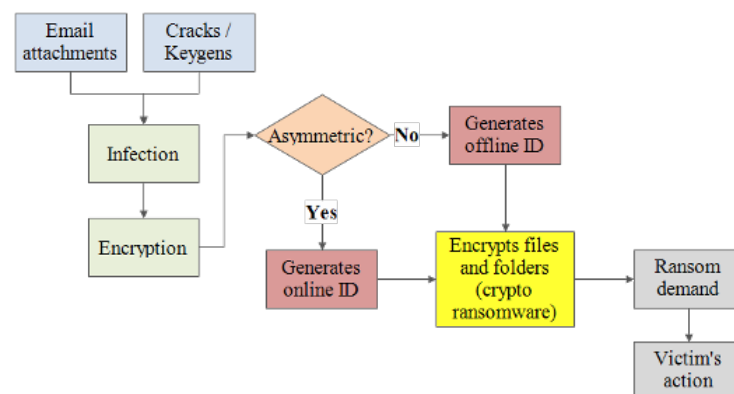 Email
attachments
Cracks /
Keygens
Infection
Encryption
Asymmetric?
No
Generates
offline ID
Yes
Generates
online ID
Encrypts files
and folders
(crypto
ransomware)
Ransom
demand
Victim's
action